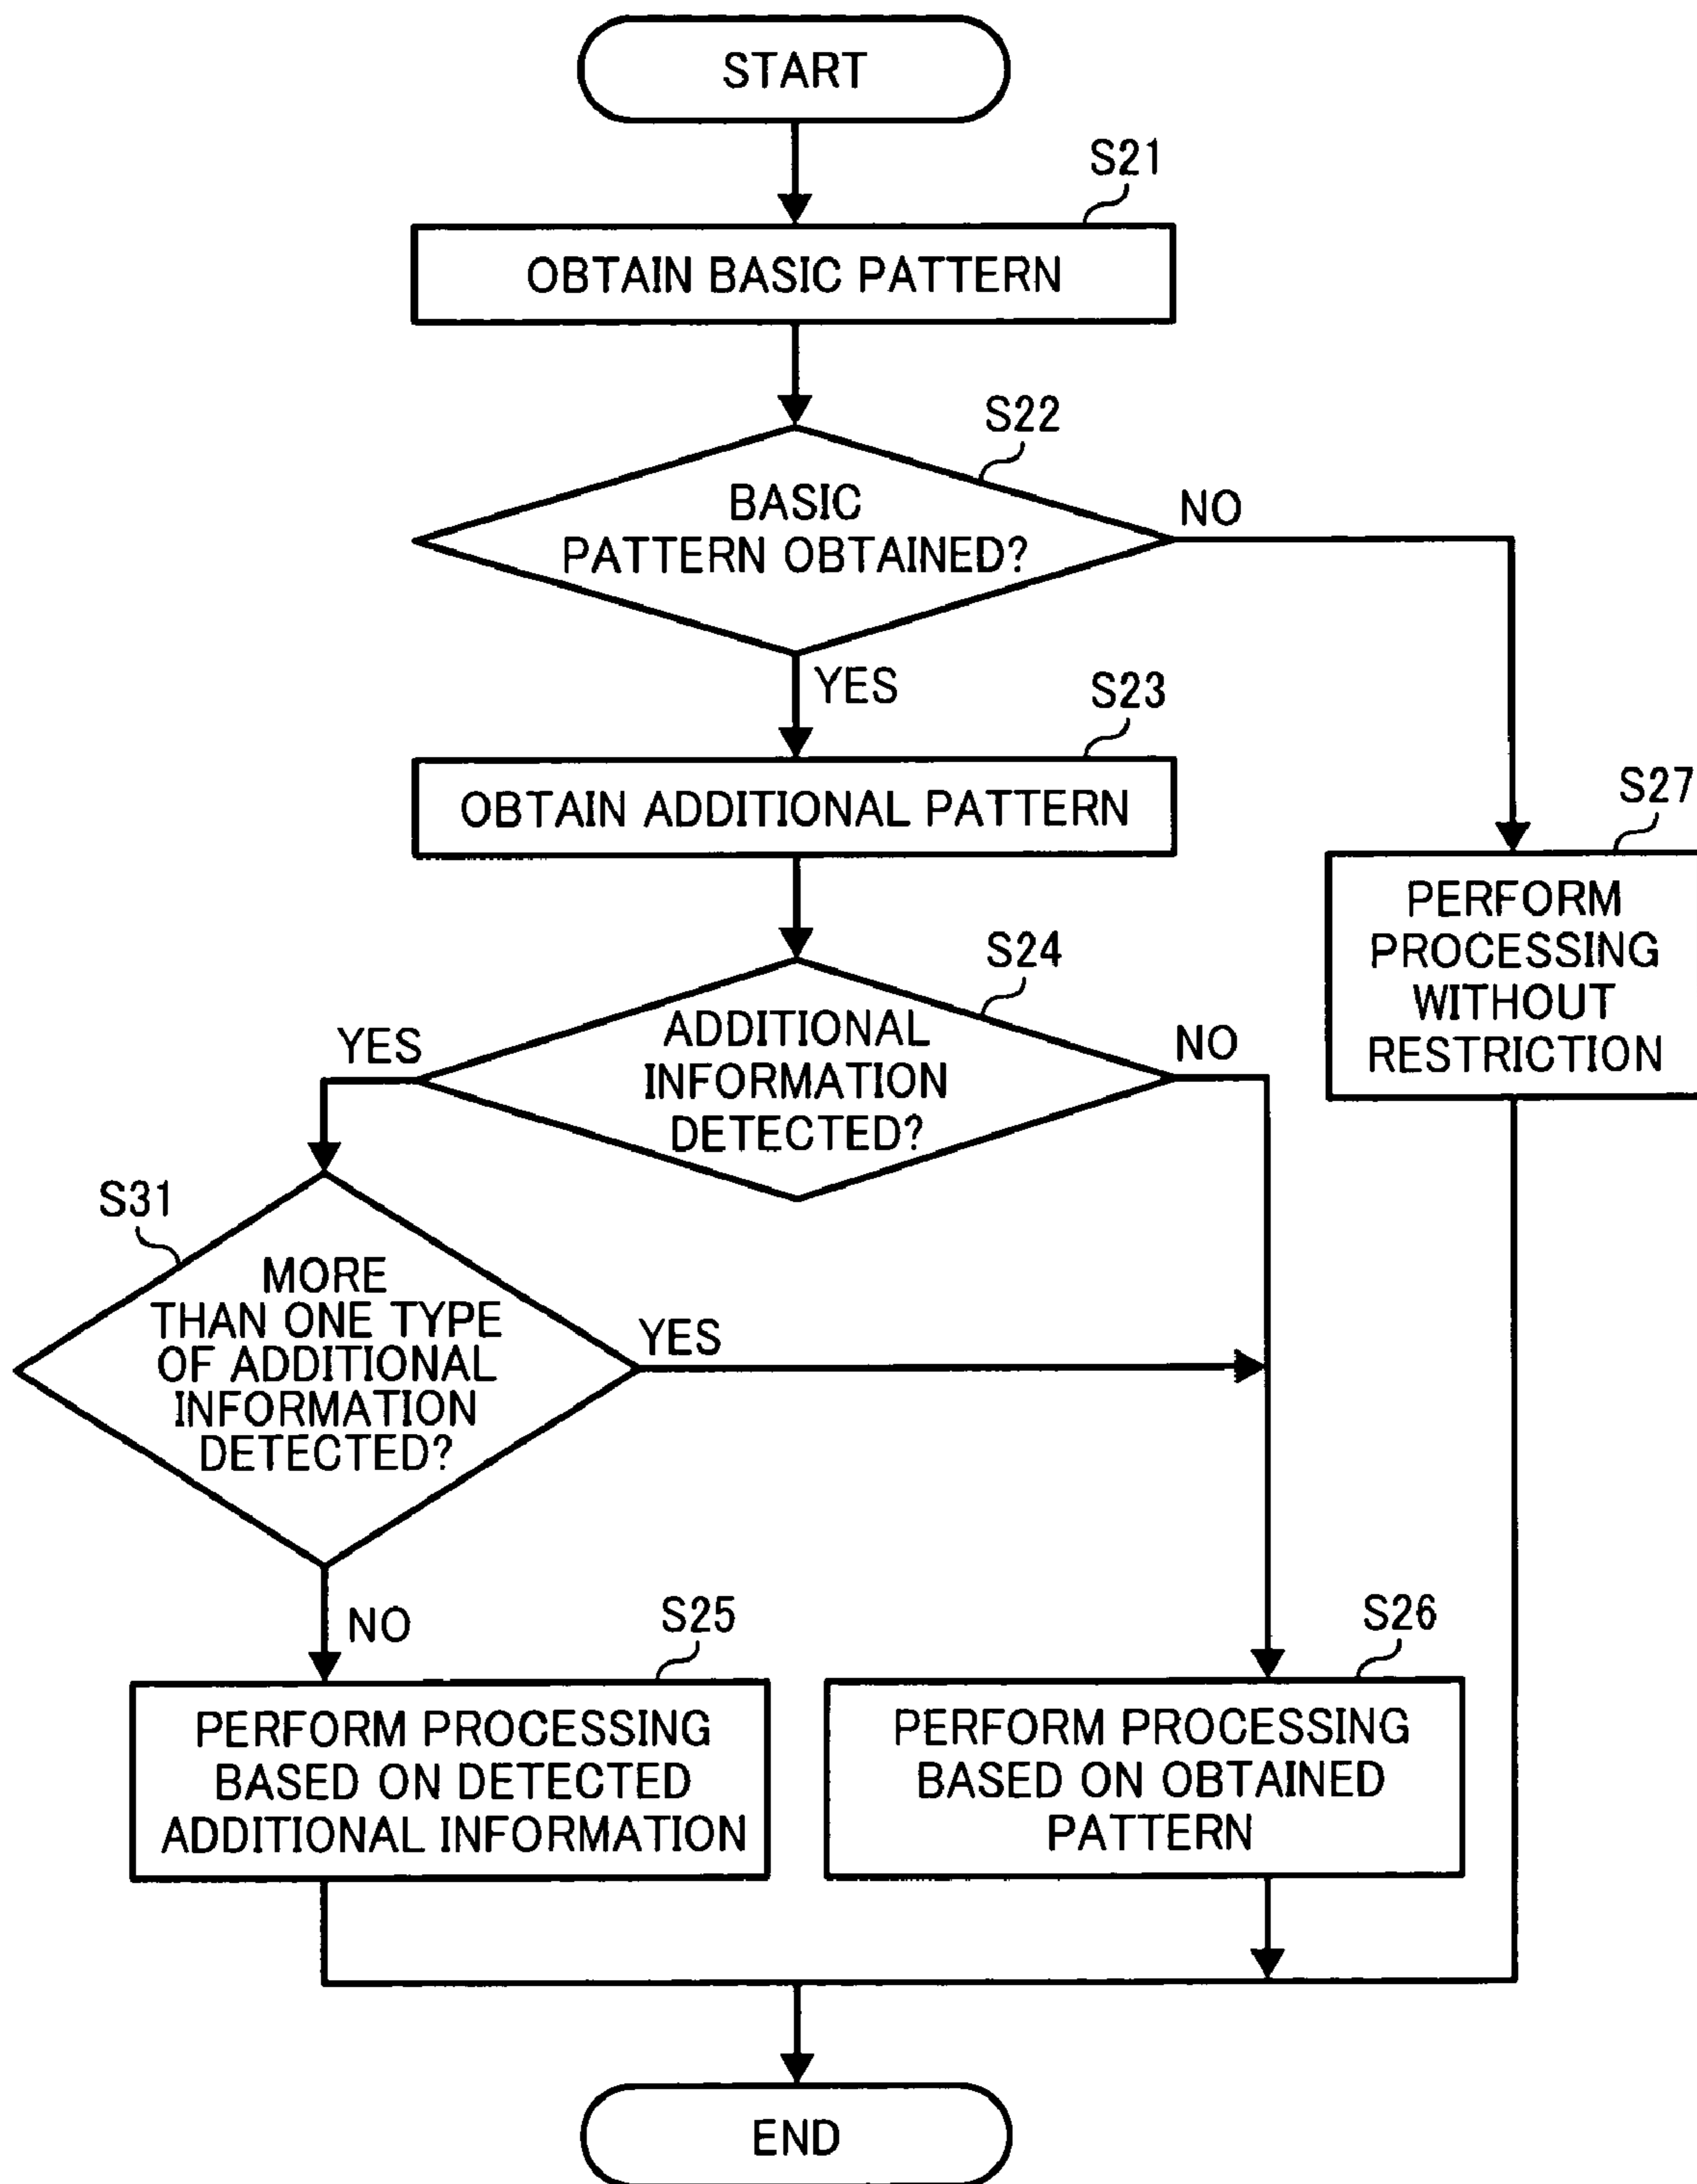 START
S21
OBTAIN BASIC PATTERN
S22
BASIC
PATTERN OBTAINED?
NO
YES
S23
OBTAIN ADDITIONAL PATTERN
S27
PERFORM
PROCESSING
WITHOUT
RESTRICTION
S24
ADDITIONAL
INFORMATION
DETECTED?
YES
NO
S31
MORE
THAN ONE TYPE
OF ADDITIONAL
INFORMATION
DETECTED?
YES
NO
S25
PERFORM PROCESSING
BASED ON DETECTED
ADDITIONAL INFORMATION
S26
PERFORM PROCESSING
BASED ON OBTAINED
PATTERN
END